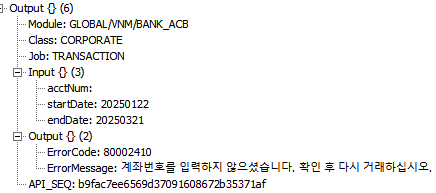 Output {} (6)
Module: GLOBAL/VNM/BANK_ACB
Class: CORPORATE
Job: TRANSACTION
Input {} (3)
acctNum:
startDate: 20250122
endDate: 20250321
Output {} (2)
ErrorCode: 80002410
ErrorMessage: 계좌번호를 입력하지 않으셨습니다. 확인 후 다시 거래하십시오.
API_SEQ: b9fac7ee6569d37091608672b35371af